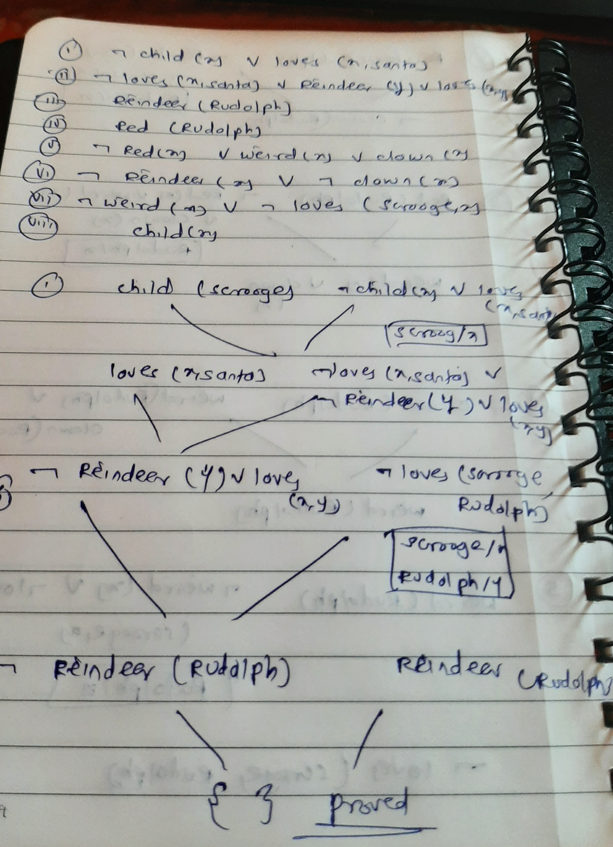 (i) ¬ child (x) ∨ loves (x,santa)
(ii) ¬ loves (x,santa) ∨ Reindeer (y) ∨ loves (x,y)
(iii) Reindeer (Rudolph)
(iv) Red (Rudolph)
(v) ¬ Red(x) ∨ weird(x) ∨ clown (x)
(vi) ¬ Reindeer (x) ∨ ¬ clown (x)
(vii) ¬ weird (x) ∨ ¬ loves (scrooge,x)
(viii) child(x)
(i) child (scrooges ¬ child(x) ∨ loves
(x,santa)
scroog/x
loves (x,santa) ¬loves (x,santa) ∨
¬ Reindeer(y) ∨ loves
(x,y)
¬ Reindeer (y) ∨ loves ¬ loves (scrooge,
(x,y) Rudolph)
scrooge/x
Rudolph/y
¬ Reindeer (Rudolph) Reindeer (Rudolph)
{ } proved